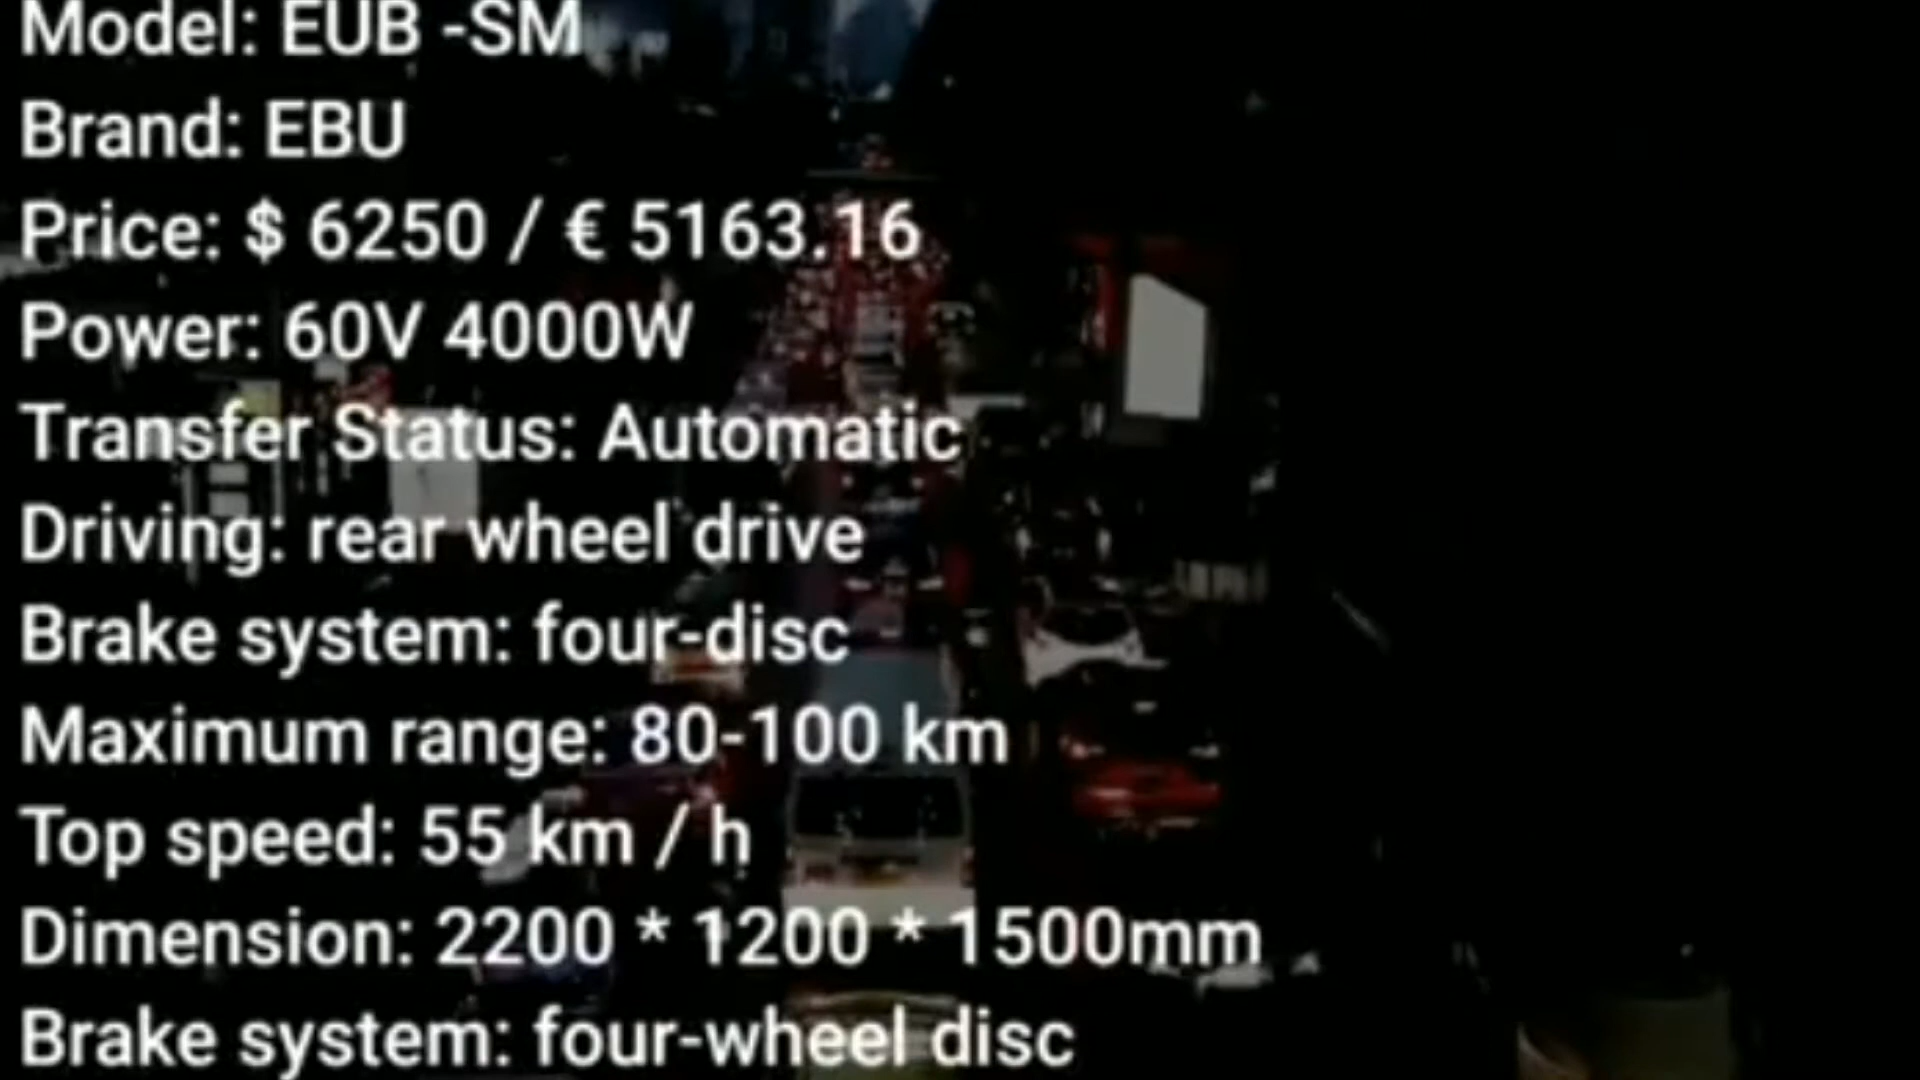 Model: EUB -SM
Brand: EBU
Price: $ 6250 / € 5163.16
Power: 60V 4000W
Transfer Status: Automatic
Driving: rear wheel drive
Brake system: four-disc
Maximum range: 80-100 km
Top speed: 55 km / h
Dimension: 2200 * 1200 * 1500mm
Brake system: four-wheel disc